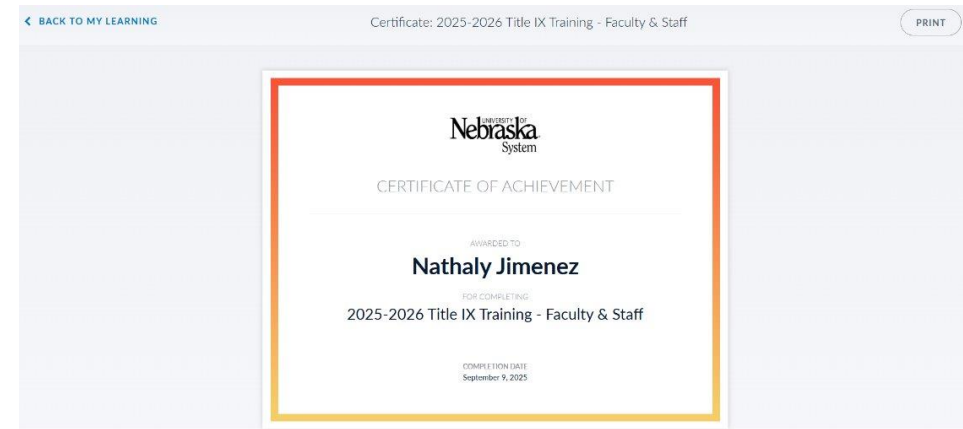 BACK TO MY LEARNING
Certificate: 2025-2026 Title IX Training - Faculty & Staff
PRINT
UNIVERSITY OF
Nebraska
System
CERTIFICATE OF ACHIEVEMENT
AWARDED TO
Nathaly Jimenez
FOR COMPLETING
2025-2026 Title IX Training - Faculty & Staff
COMPLETION DATE
September 9, 2025